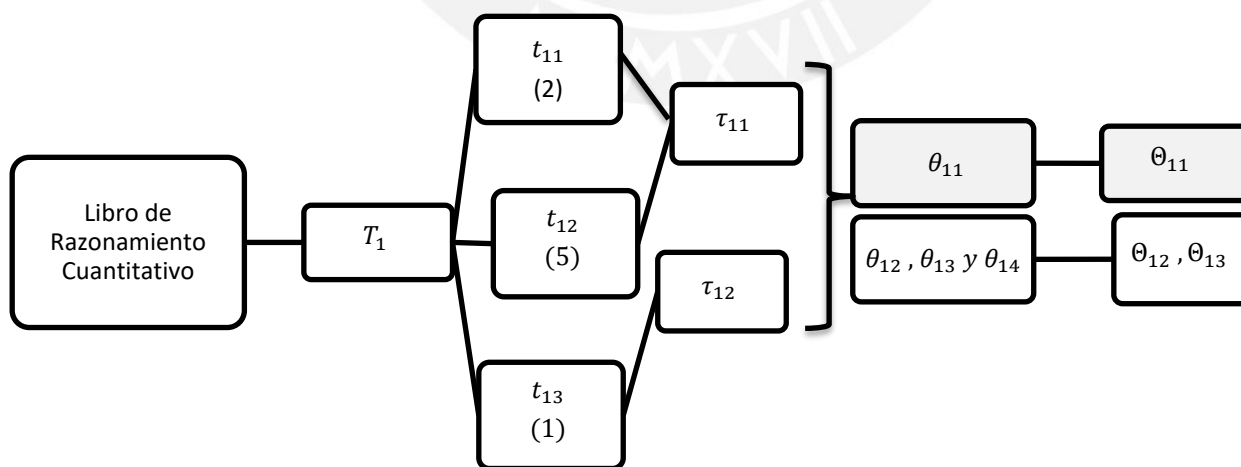 MXVII
Libro de
Razonamiento
Cuantitativo
T₁
t₁₁
(2)
t₁₂
(5)
t₁₃
(1)
τ₁₁
τ₁₂
θ₁₁
θ₁₂ , θ₁₃ y θ₁₄
Θ₁₁
Θ₁₂ , Θ₁₃